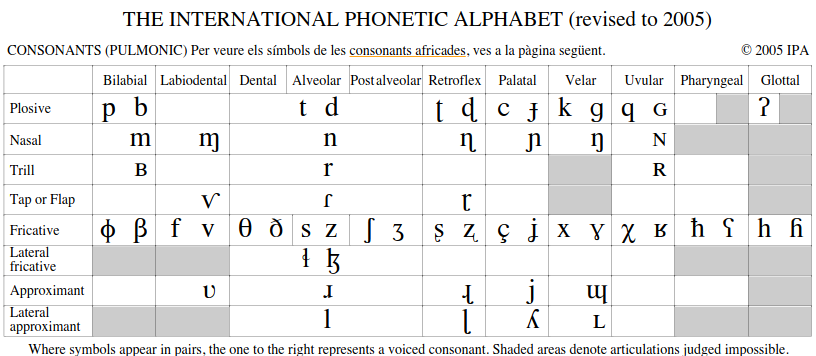 THE INTERNATIONAL PHONETIC ALPHABET (revised to 2005)
CONSONANTS (PULMONIC) Per veure els símbols de les consonants africades, ves a la pàgina següent. © 2005 IPA
Bilabial Labiodental Dental Alveolar Postalveolar Retroflex Palatal Velar Uvular Pharyngeal Glottal
Plosive p b t d ʈ ɖ c ɟ k ɡ q ɢ ʔ
Nasal m ɱ n ɳ ɲ ŋ ɴ
Trill ʙ r ʀ
Tap or Flap ⱱ ɾ ɽ
Fricative ɸ β f v θ ð s z ʃ ʒ ʂ ʐ ç ʝ x ɣ χ ʁ ħ ʕ h ɦ
Lateral
fricative ɬ ɮ
Approximant ʋ ɹ ɻ j ɰ
Lateral
approximant l ɭ ʎ ʟ
Where symbols appear in pairs, the one to the right represents a voiced consonant. Shaded areas denote articulations judged impossible.